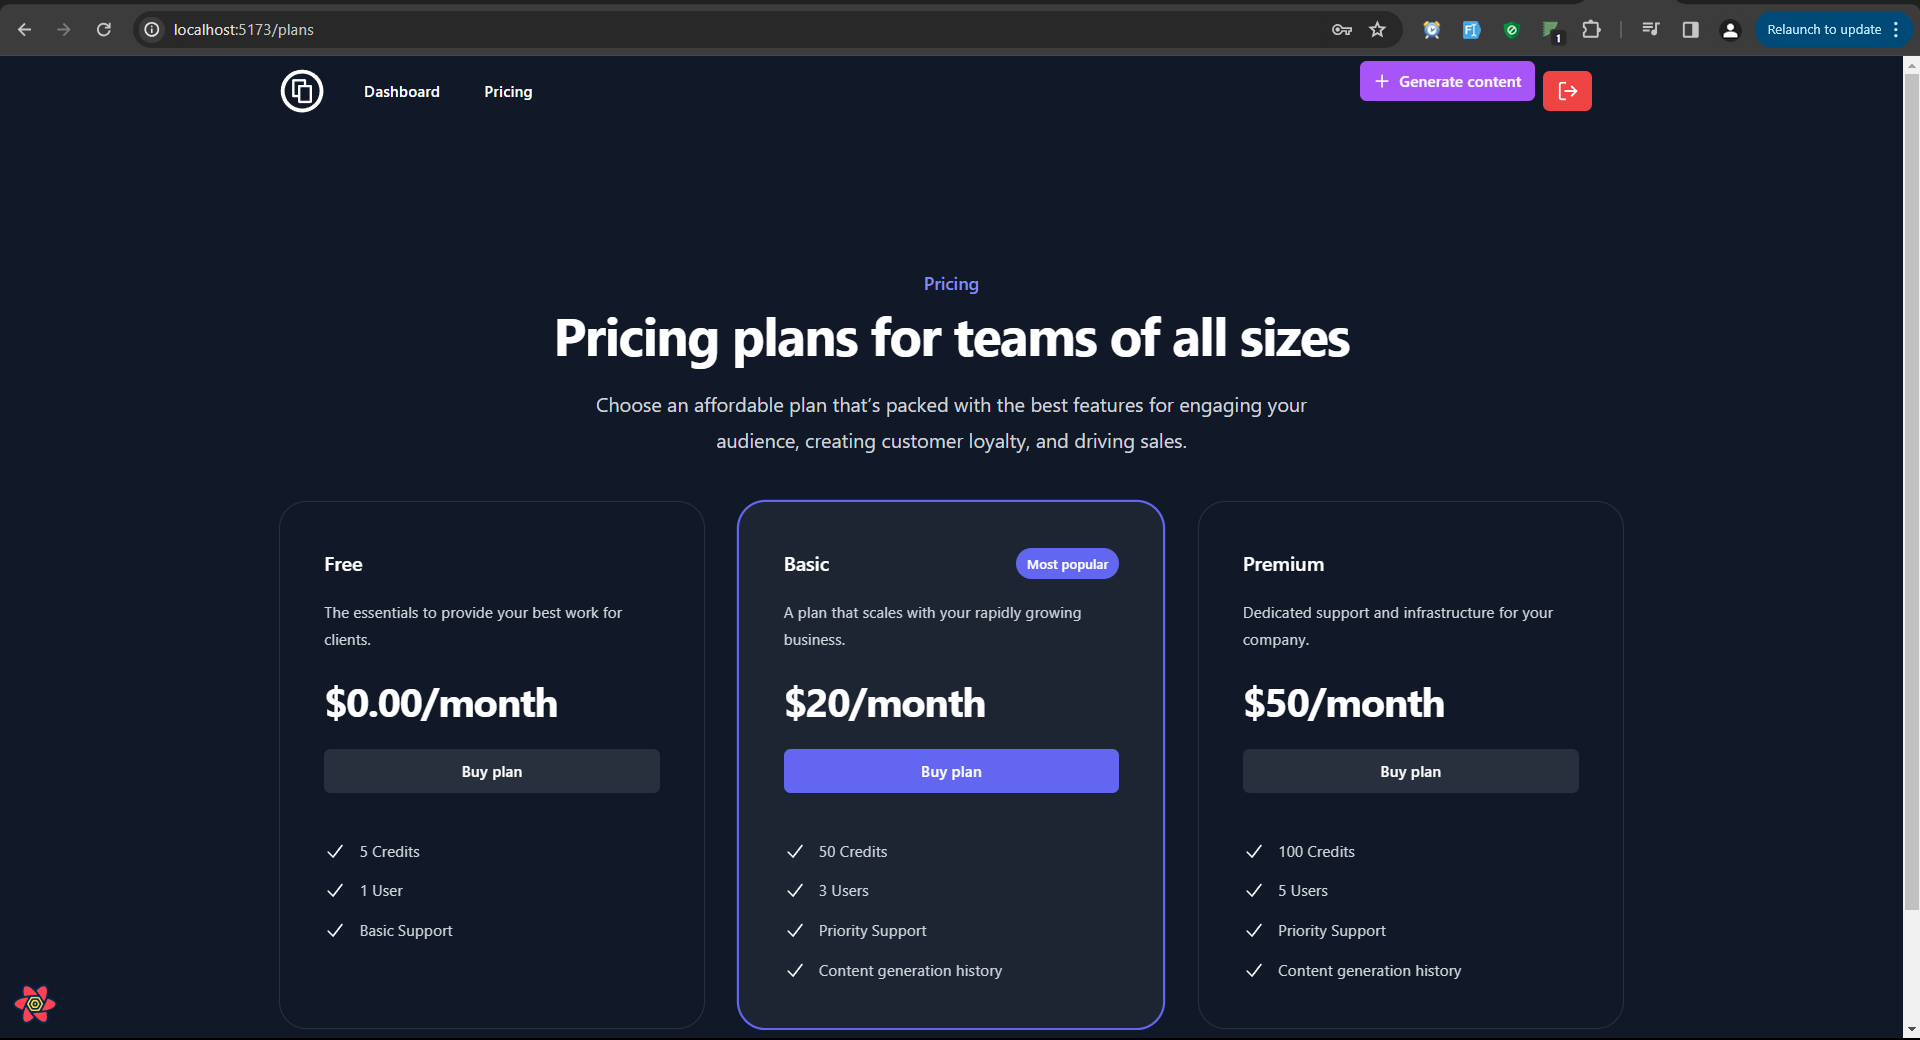 localhost:5173/plans
1
Relaunch to update
Dashboard
Pricing
Generate content
Pricing
Pricing plans for teams of all sizes
Choose an affordable plan that's packed with the best features for engaging your
audience, creating customer loyalty, and driving sales.
Free
The essentials to provide your best work for
clients.
$0.00/month
Buy plan
5 Credits
1 User
Basic Support
Basic
Most popular
A plan that scales with your rapidly growing
business.
$20/month
Buy plan
50 Credits
3 Users
Priority Support
Content generation history
Premium
Dedicated support and infrastructure for your
company.
$50/month
Buy plan
100 Credits
5 Users
Priority Support
Content generation history